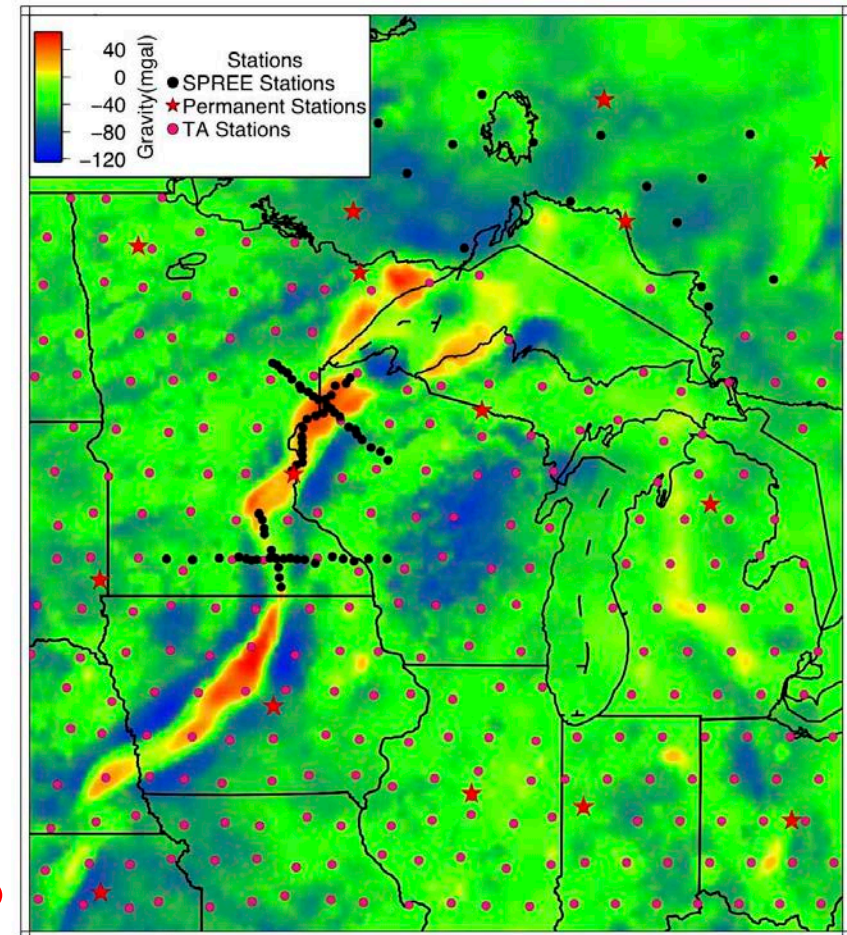 40
0
−40
−80
−120
Gravity(mgal)
Stations
SPREE Stations
Permanent Stations
TA Stations